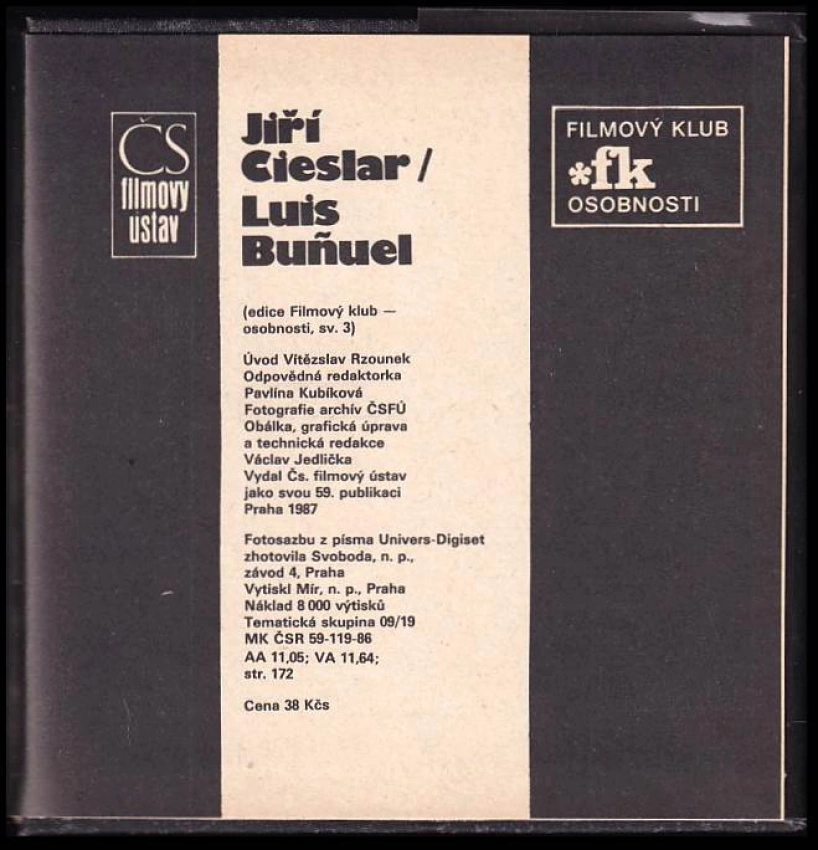 ČS
filmovy
ustav
Jiří
Cieslar /
Luis
Buñuel
FILMOVÝ KLUB
*fk
OSOBNOSTI
(edice Filmový klub —
osobnosti, sv. 3)
Úvod Vítězslav Rzounek
Odpovědná redaktorka
Pavlína Kubíková
Fotografie archív ČSFÚ
Obálka, grafická úprava
a technická redakce
Václav Jedlička
Vydal Čs. filmový ústav
jako svou 59. publikaci
Praha 1987
Fotosazbu z písma Univers-Digiset
zhotovila Svoboda, n. p.,
závod 4, Praha
Vytiskl Mír, n. p., Praha
Náklad 8 000 výtisků
Tematická skupina 09/19
MK ČSR 59-119-86
AA 11,05; VA 11,64;
str. 172
Cena 38 Kčs